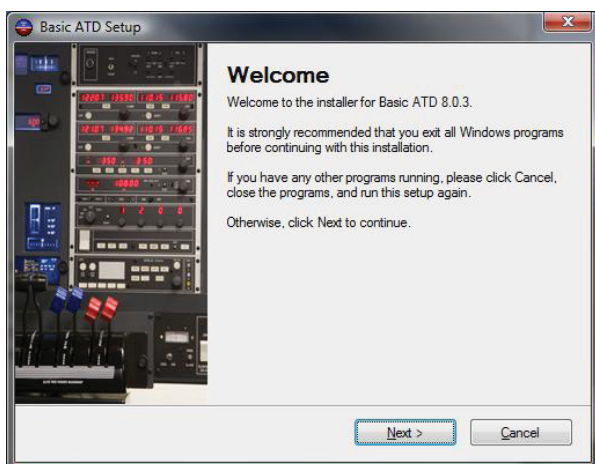 Basic ATD Setup
Welcome
Welcome to the installer for Basic ATD 8.0.3.
It is strongly recommended that you exit all Windows programs
before continuing with this installation.
If you have any other programs running, please click Cancel,
close the programs, and run this setup again.
Otherwise, click Next to continue.
Next >
Cancel